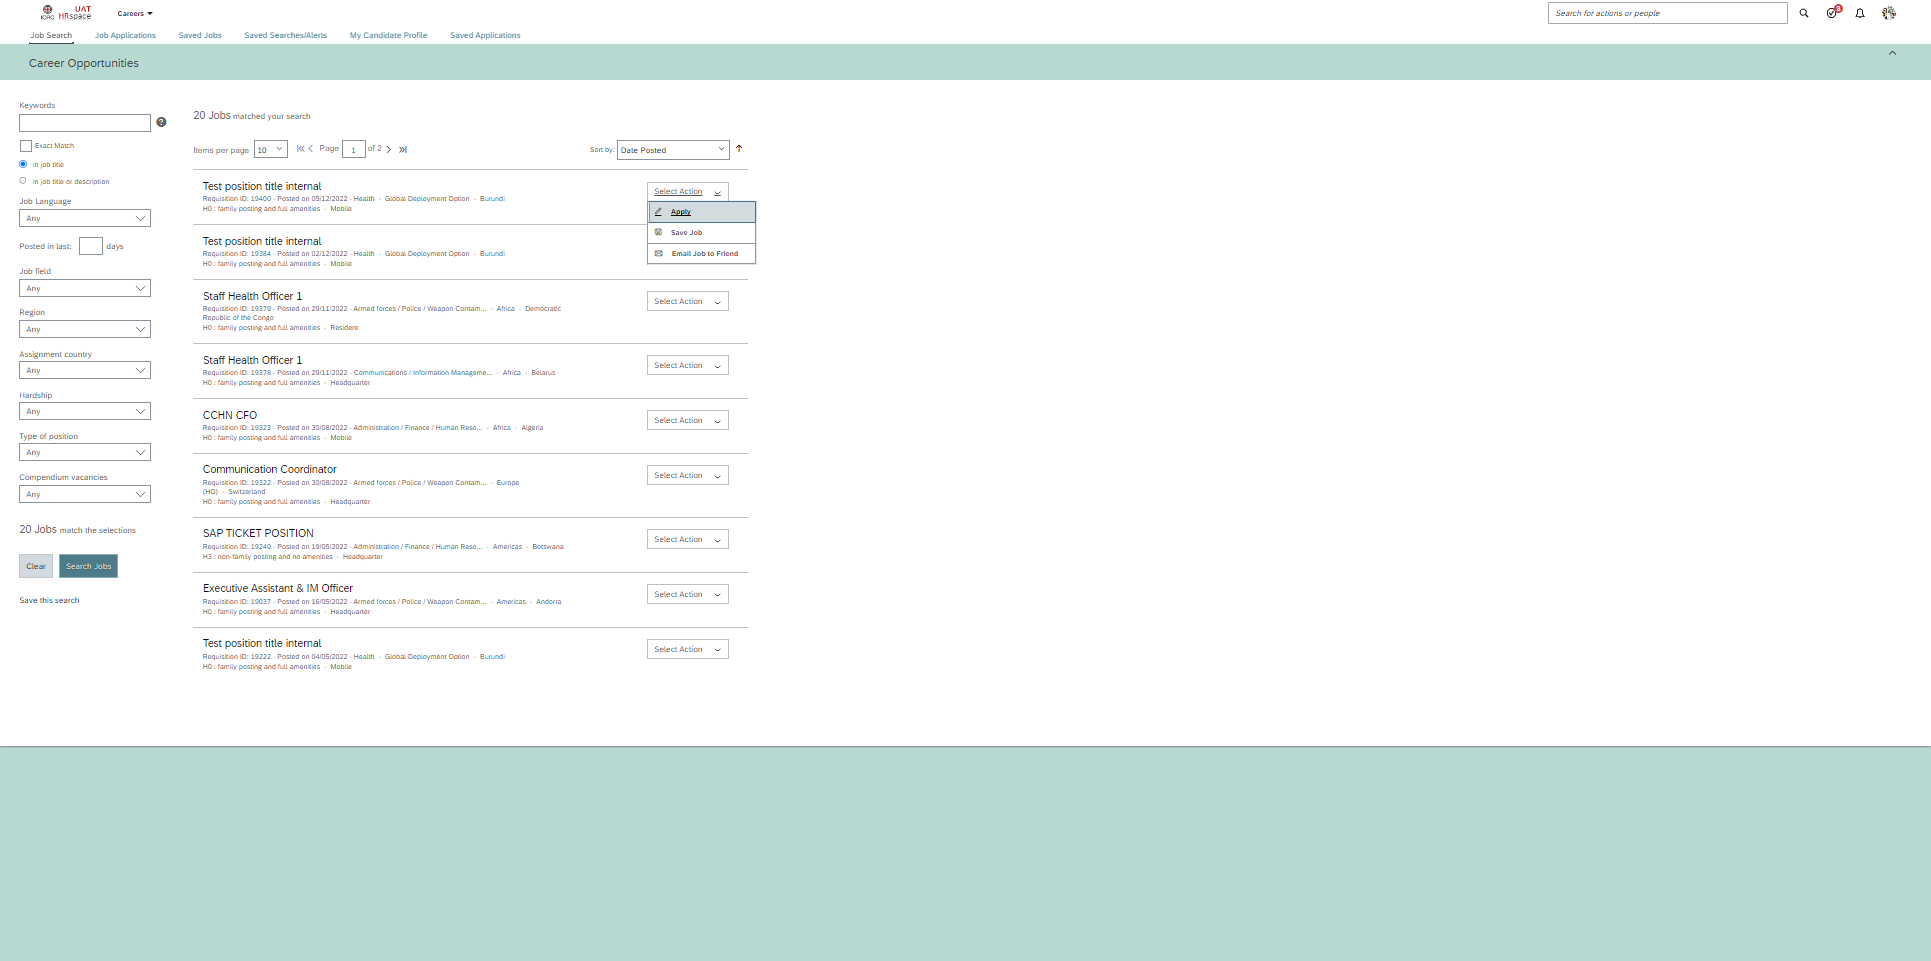 ICRC UAT HRspace Careers Search for actions or people 3
Job Search Job Applications Saved Jobs Saved Searches/Alerts My Candidate Profile Saved Applications
Career Opportunities
Keywords
?
Exact Match
in job title
in job title or description
Job Language
Any
Posted in last: days
Job field
Any
Region
Any
Assignment country
Any
Hardship
Any
Type of position
Any
Compendium vacancies
Any
20 Jobs match the selections
Clear Search Jobs
Save this search
20 Jobs matched your search
Items per page 10 Page 1 of 2 Sort by: Date Posted
Test position title internal
Requisition ID: 19400 - Posted on 05/12/2022 - Health - Global Deployment Option - Burundi
H0 : family posting and full amenities - Mobile
Select Action
Apply
Save Job
Email Job to Friend
Test position title internal
Requisition ID: 19384 - Posted on 02/12/2022 - Health - Global Deployment Option - Burundi
H0 : family posting and full amenities - Mobile
Staff Health Officer 1
Requisition ID: 19379 - Posted on 29/11/2022 - Armed forces / Police / Weapon Contam... - Africa - Democratic
Republic of the Congo
H0 : family posting and full amenities - Resident
Select Action
Staff Health Officer 1
Requisition ID: 19378 - Posted on 29/11/2022 - Communications / Information Manageme... - Africa - Belarus
H0 : family posting and full amenities - Headquarter
Select Action
CCHN CFO
Requisition ID: 19323 - Posted on 30/08/2022 - Administration / Finance / Human Reso... - Africa - Algeria
H0 : family posting and full amenities - Mobile
Select Action
Communication Coordinator
Requisition ID: 19322 - Posted on 30/08/2022 - Armed forces / Police / Weapon Contam... - Europe
(HQ) - Switzerland
H0 : family posting and full amenities - Headquarter
Select Action
SAP TICKET POSITION
Requisition ID: 19240 - Posted on 19/05/2022 - Administration / Finance / Human Reso... - Americas - Botswana
H3 : non-family posting and no amenities - Headquarter
Select Action
Executive Assistant & IM Officer
Requisition ID: 19037 - Posted on 16/05/2022 - Armed forces / Police / Weapon Contam... - Americas - Andorra
H0 : family posting and full amenities - Headquarter
Select Action
Test position title internal
Requisition ID: 19222 - Posted on 04/05/2022 - Health - Global Deployment Option - Burundi
H0 : family posting and full amenities - Mobile
Select Action